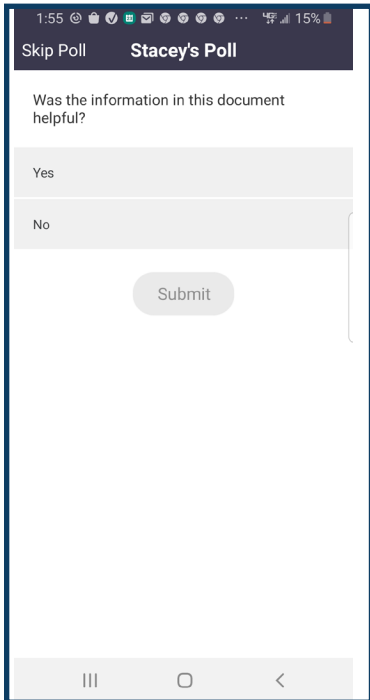 1:55 ... 15%
Skip Poll Stacey's Poll
Was the information in this document
helpful?
Yes
No
Submit